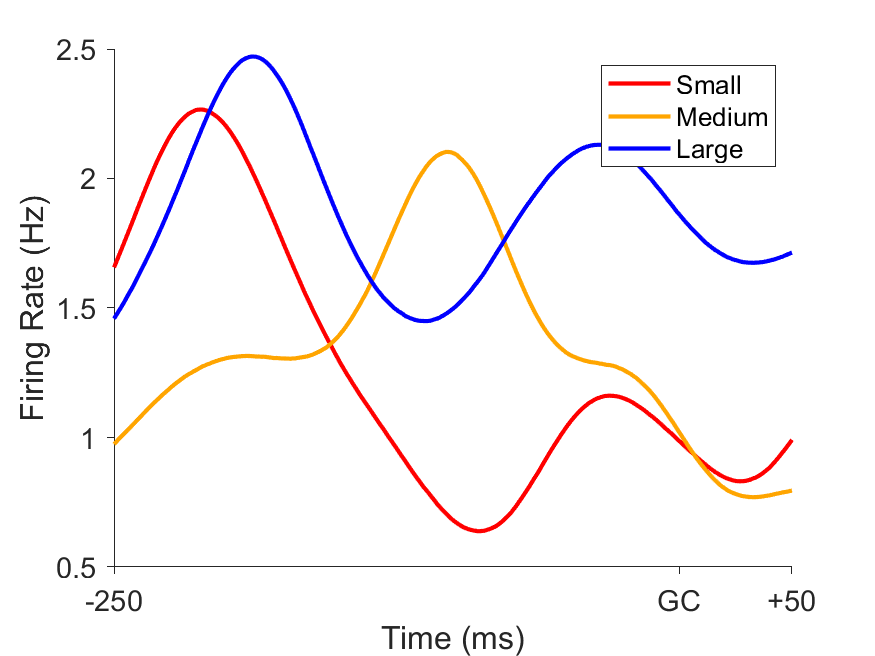 2.5
2
1.5
1
0.5
Firing Rate (Hz)
Small
Medium
Large
-250
GC
+50
Time (ms)